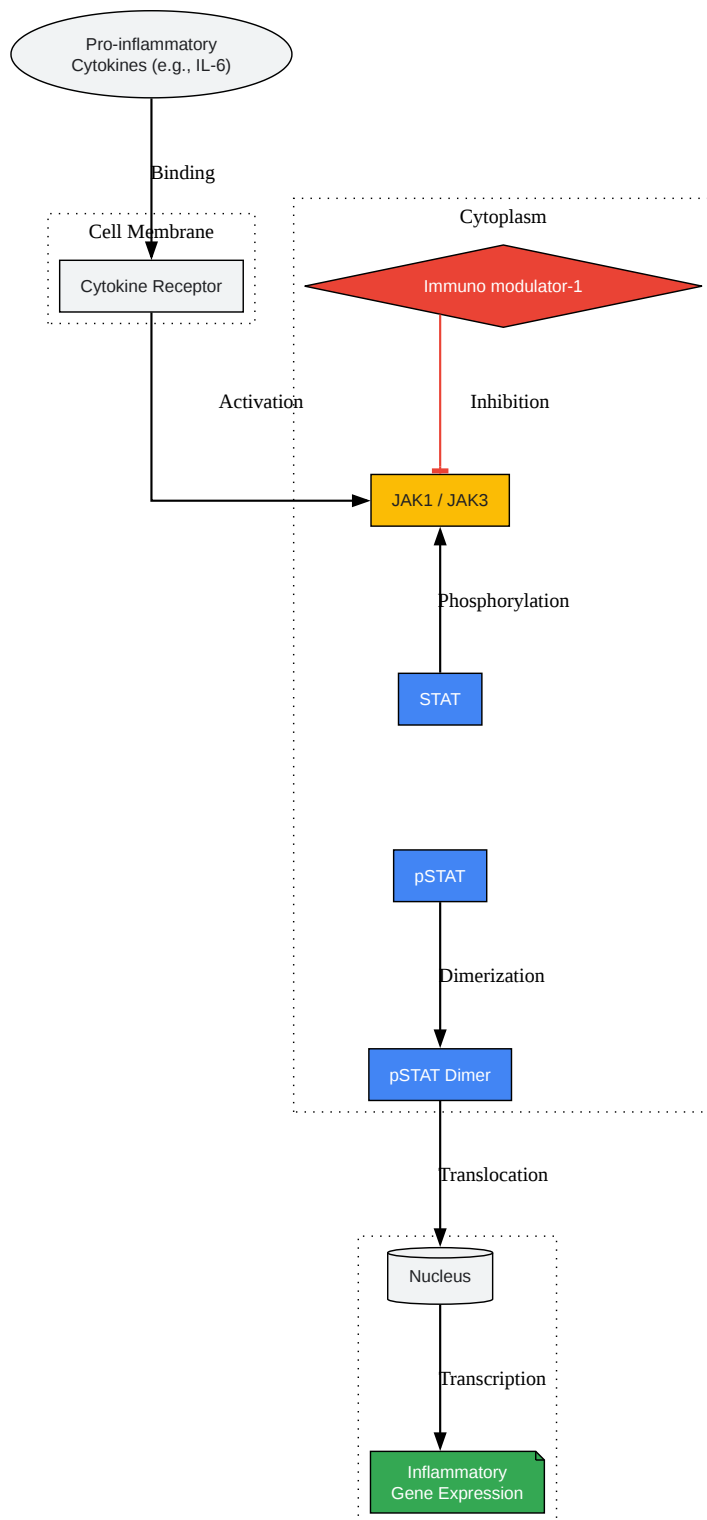 Pro-inflammatory
Cytokines (e.g., IL-6)
Binding
Cell Membrane
Cytoplasm
Cytokine Receptor
Immuno modulator-1
Activation
Inhibition
JAK1 / JAK3
Phosphorylation
STAT
pSTAT
Dimerization
pSTAT Dimer
Translocation
Nucleus
Transcription
Inflammatory
Gene Expression